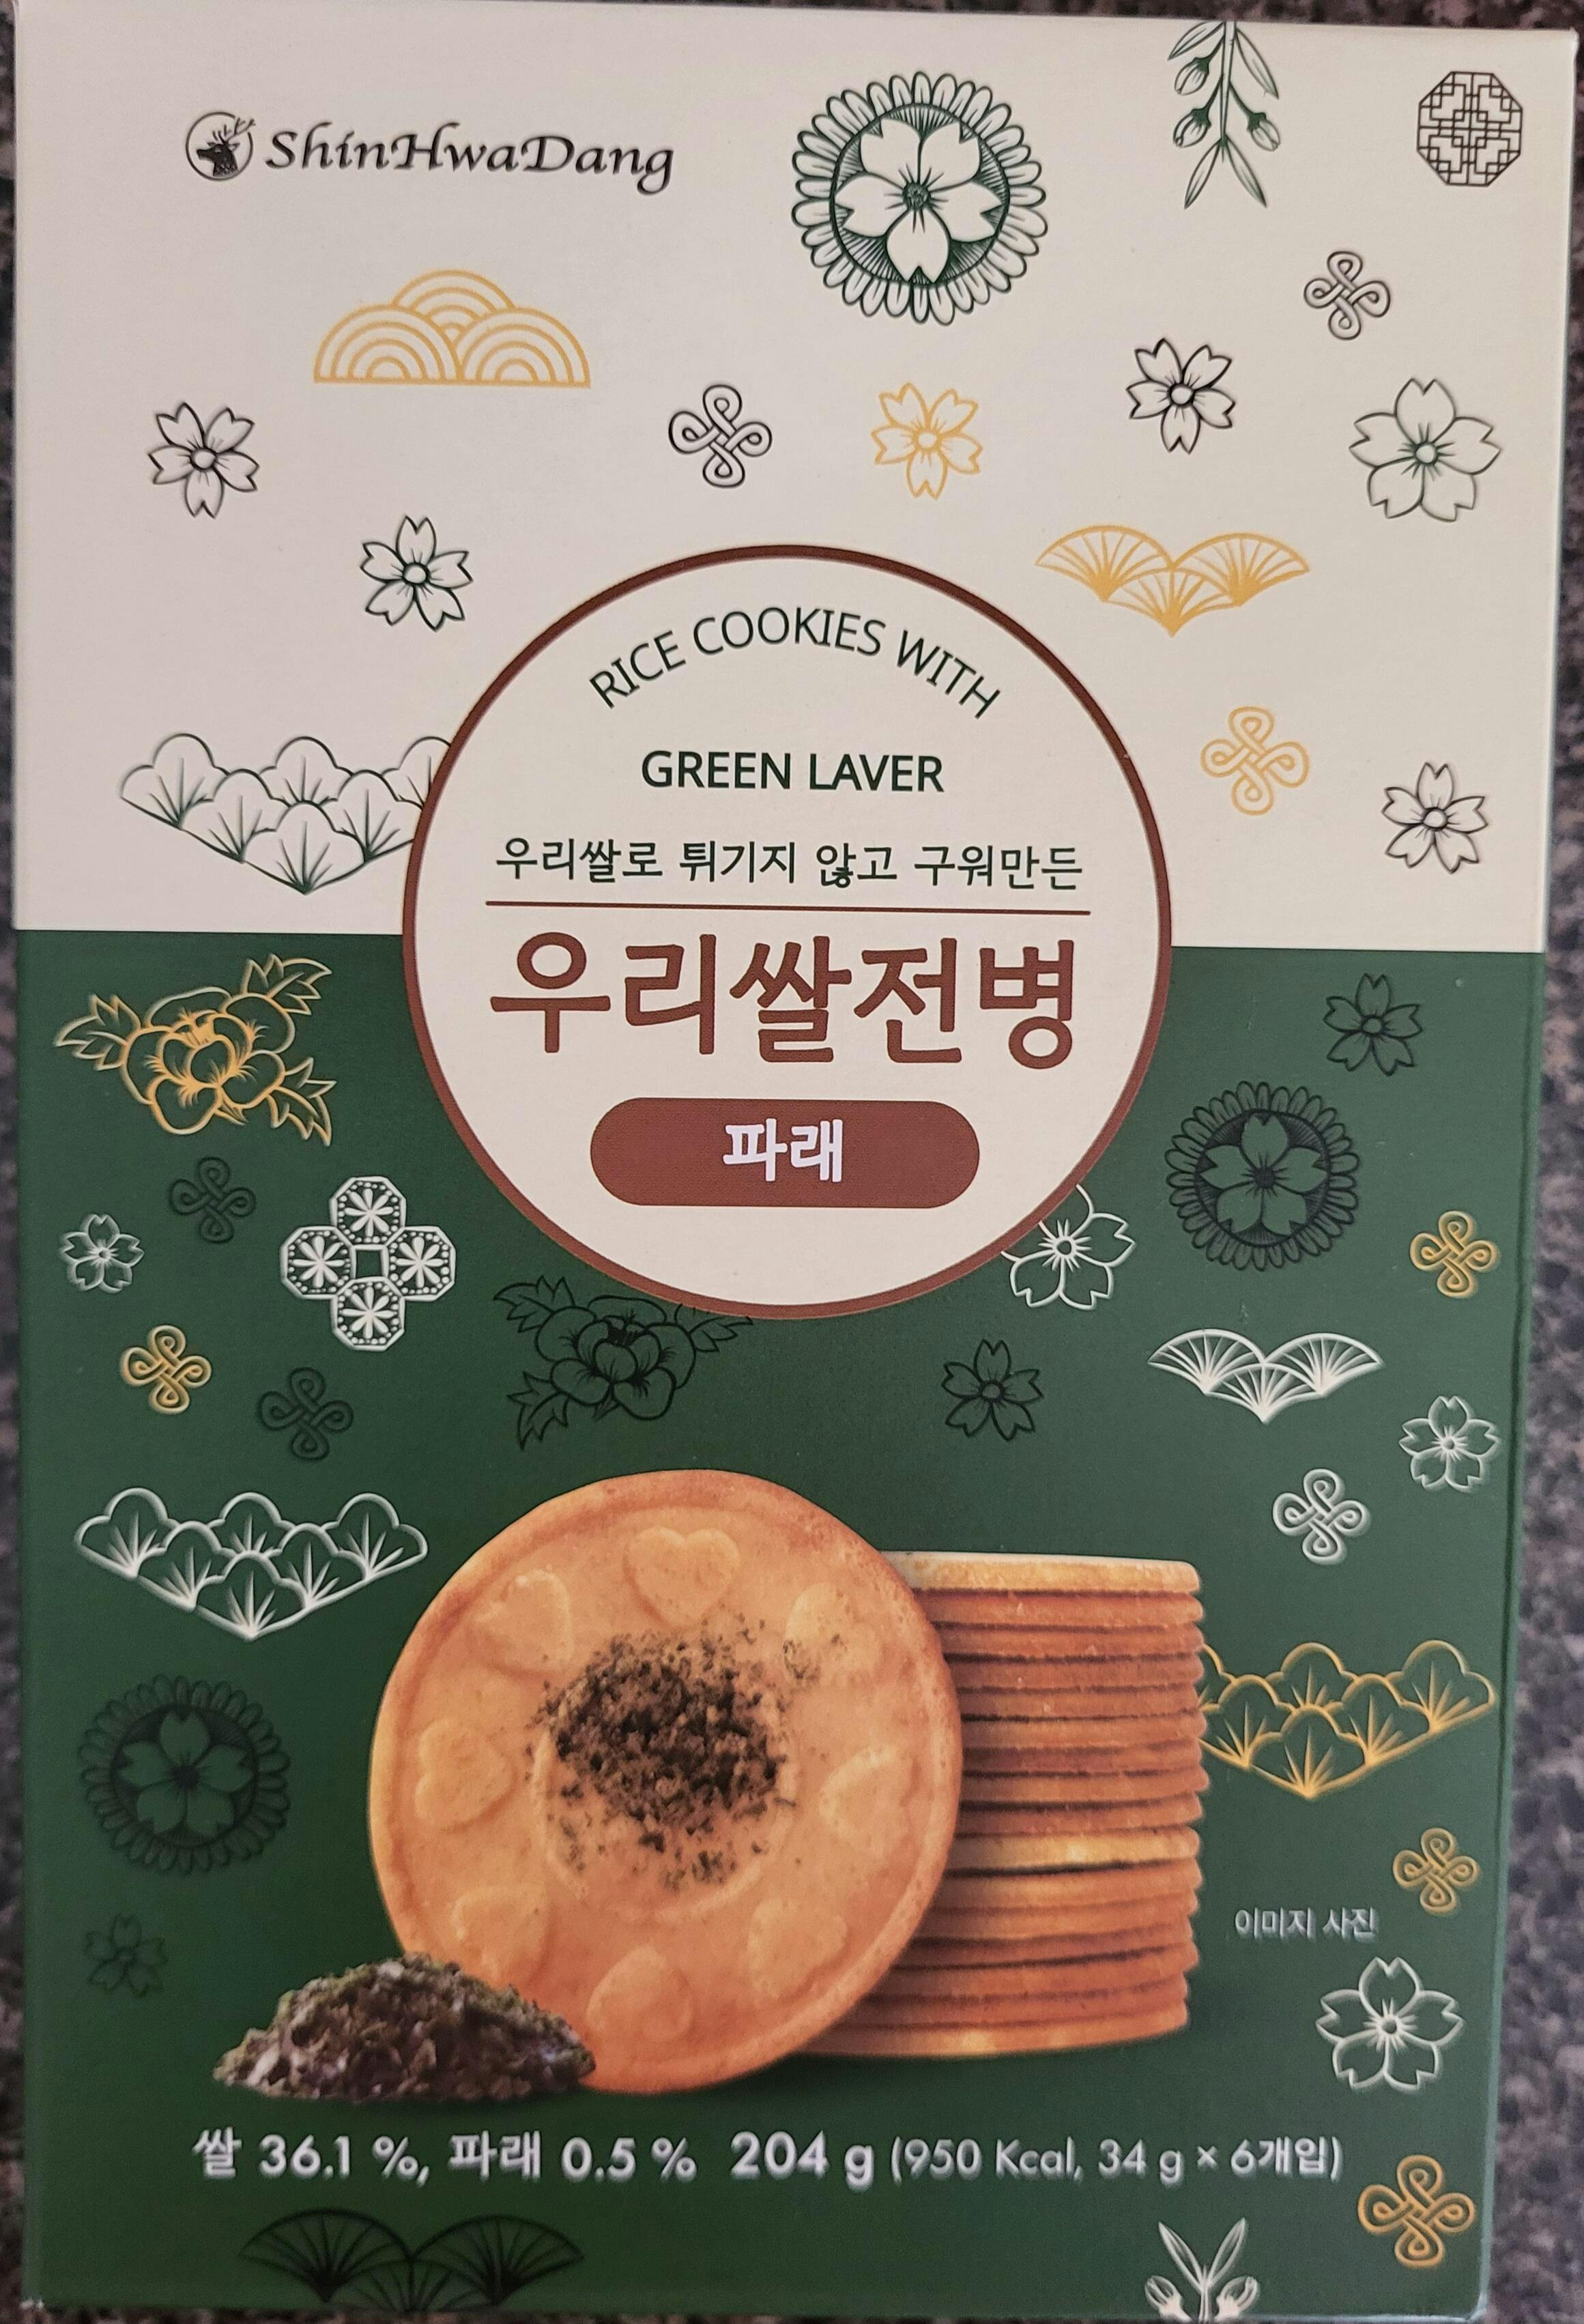 ShinHwaDang
RICE COOKIES WITH
GREEN LAVER
우리쌀로 튀기지 않고 구워만든
우리쌀전병
파래
이미지 사진
쌀 36.1 %, 파래 0.5 % 204 g (950 Kcal, 34 g × 6개입)